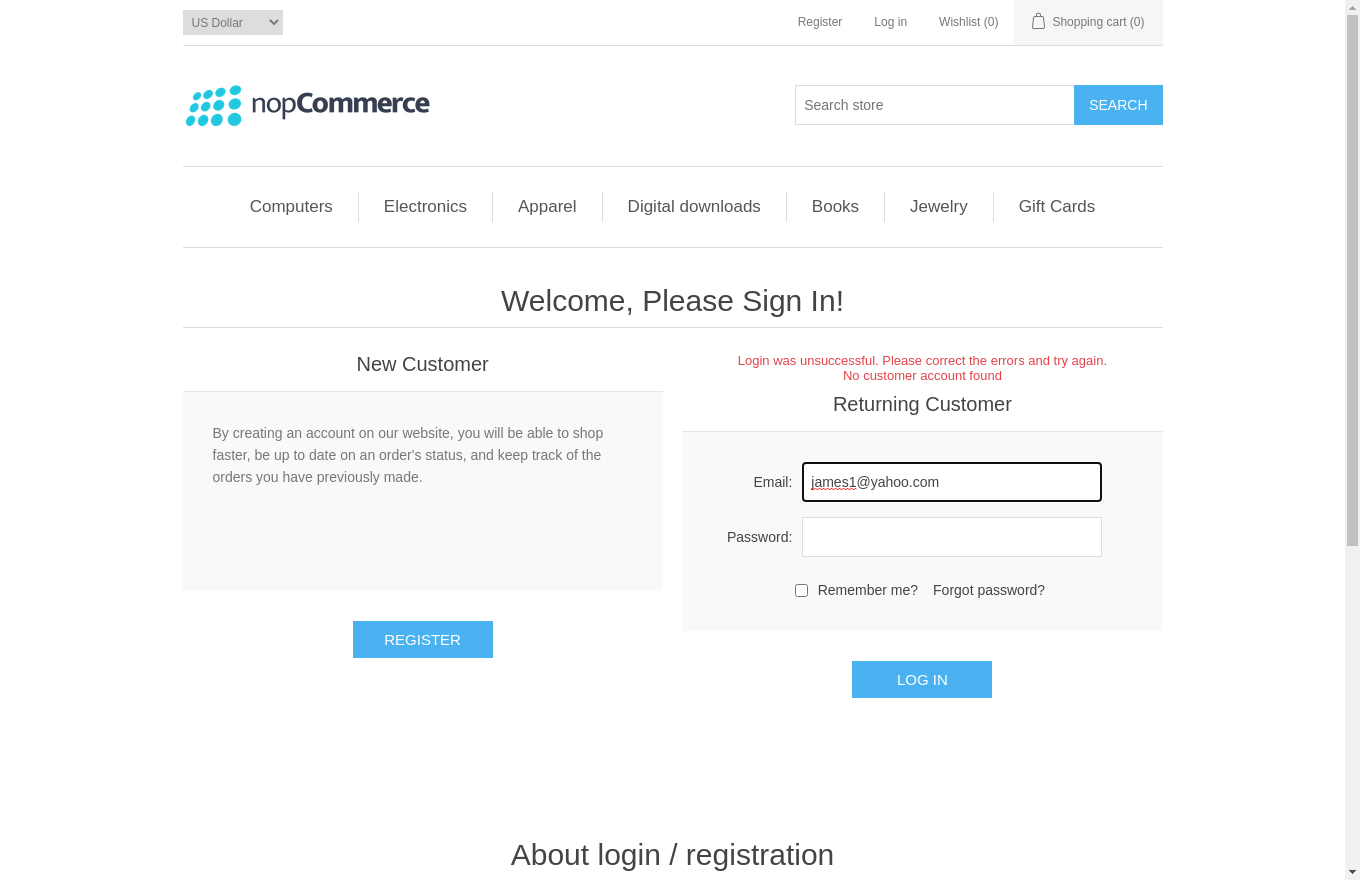 US Dollar
Register
Log in
Wishlist (0)
Shopping cart (0)
nopCommerce
Search store
SEARCH
Computers
Electronics
Apparel
Digital downloads
Books
Jewelry
Gift Cards
Welcome, Please Sign In!
New Customer
By creating an account on our website, you will be able to shop
faster, be up to date on an order's status, and keep track of the
orders you have previously made.
REGISTER
Login was unsuccessful. Please correct the errors and try again.
No customer account found
Returning Customer
Email: james1@yahoo.com
Password:
Remember me? Forgot password?
LOG IN
About login / registration